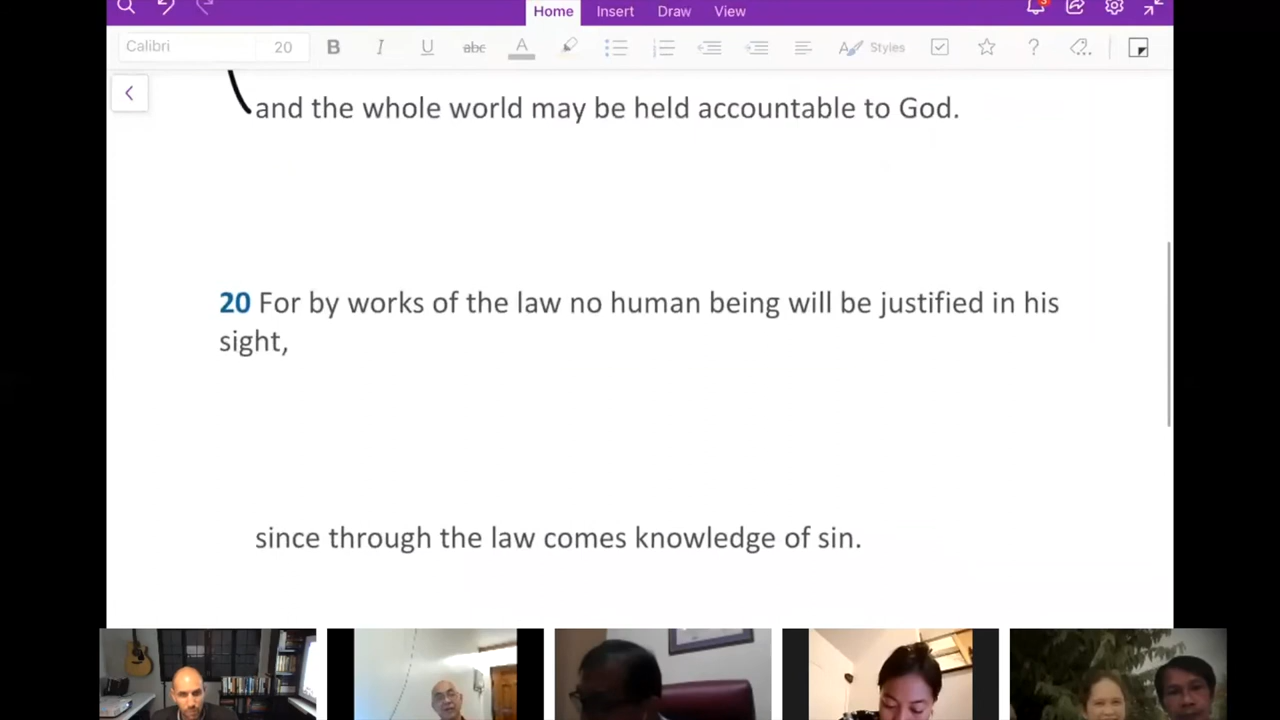 Home Insert Draw View
Calibri 20 B I U abc A Styles ?
and the whole world may be held accountable to God.
20 For by works of the law no human being will be justified in his
sight,
since through the law comes knowledge of sin.